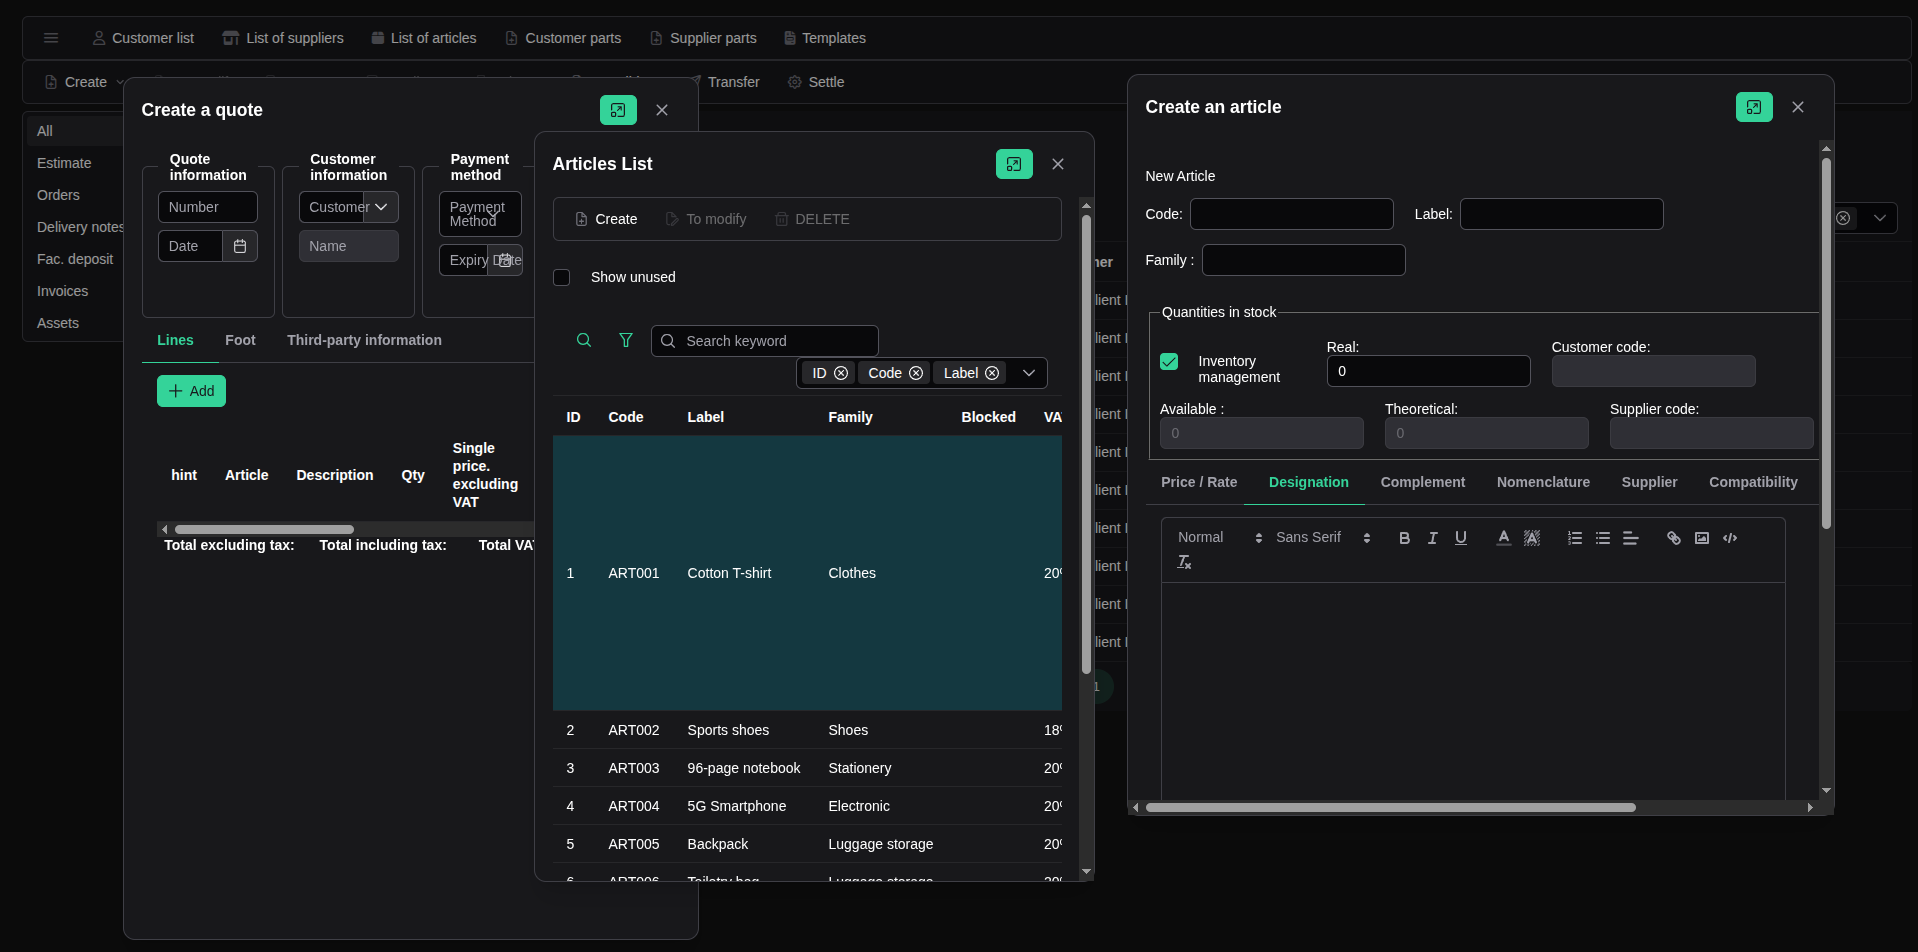 Customer list
List of suppliers
List of articles
Customer parts
Supplier parts
Templates
Create
Transfer
Settle
All
Estimate
Orders
Delivery notes
Fac. deposit
Invoices
Assets
Create a quote
Quote information
Number
Date
Customer information
Customer
Name
Payment method
Payment Method
Expiry Date
Lines
Foot
Third-party information
Add
hint
Article
Description
Qty
Single price. excluding VAT
Total excluding tax:
Total including tax:
Total VAT
Articles List
Create
To modify
DELETE
Show unused
Search keyword
ID
Code
Label
ID Code Label Family Blocked VA
1 ART001 Cotton T-shirt Clothes 20%
2 ART002 Sports shoes Shoes 18%
3 ART003 96-page notebook Stationery 20%
4 ART004 5G Smartphone Electronic 20%
5 ART005 Backpack Luggage storage 20%
6 ART006 Toiletry bag Luggage storage 20%
mer
lient
lient
lient
lient
lient
lient
lient
lient
lient
lient
1
Create an article
New Article
Code:
Label:
Family :
Quantities in stock
Inventory management
Real:
0
Customer code:
Available :
0
Theoretical:
0
Supplier code:
Price / Rate
Designation
Complement
Nomenclature
Supplier
Compatibility
Normal
Sans Serif